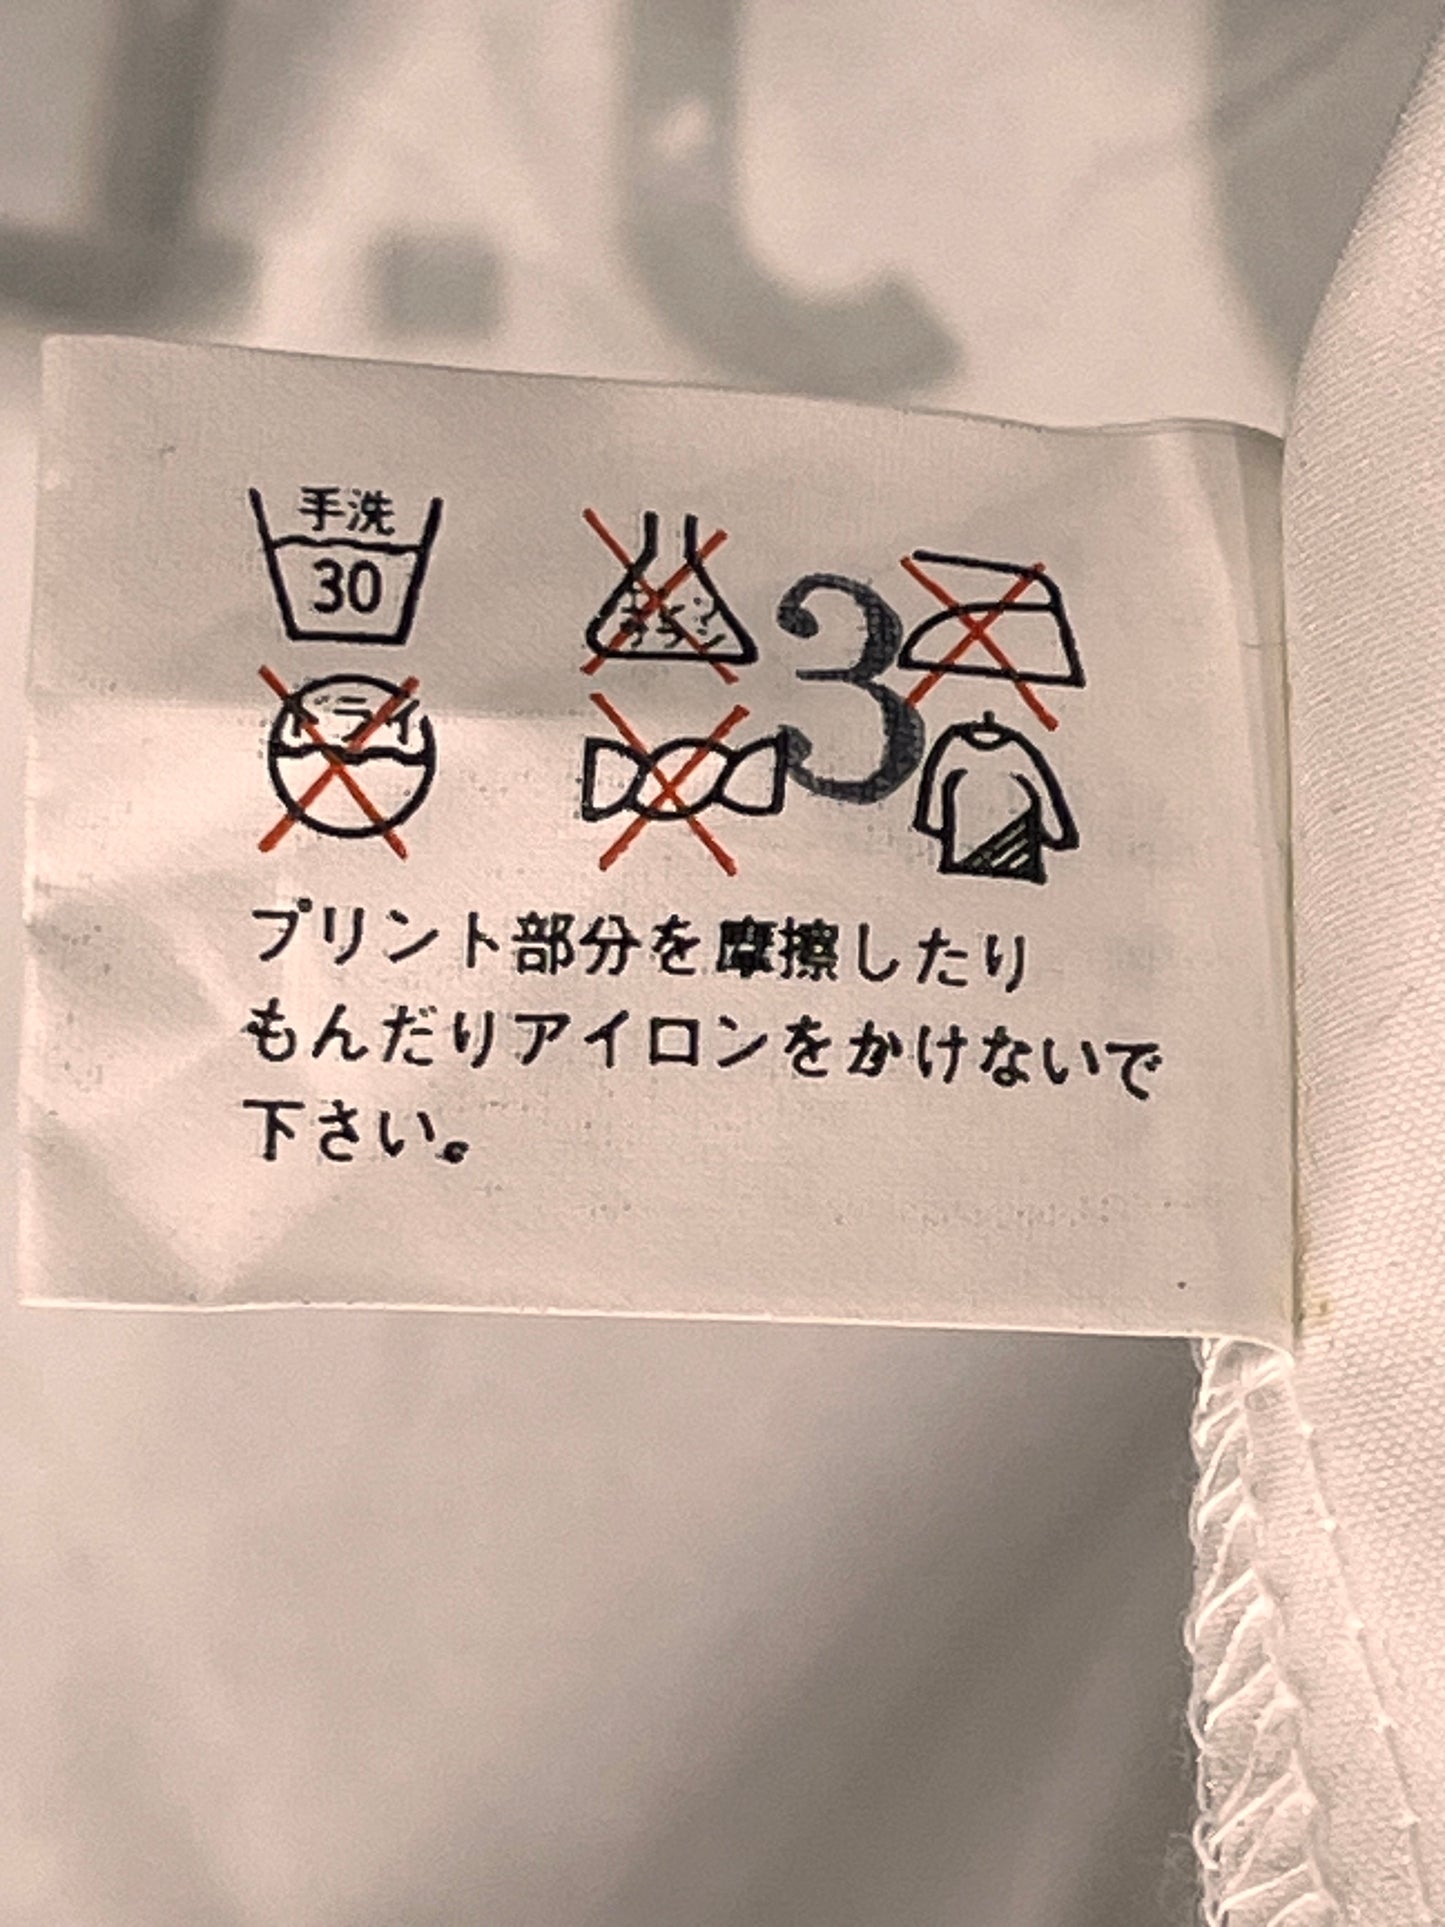 手洗
30
3
ドライ
プリント部分を摩擦したり
もんだりアイロンをかけないで
下さい。